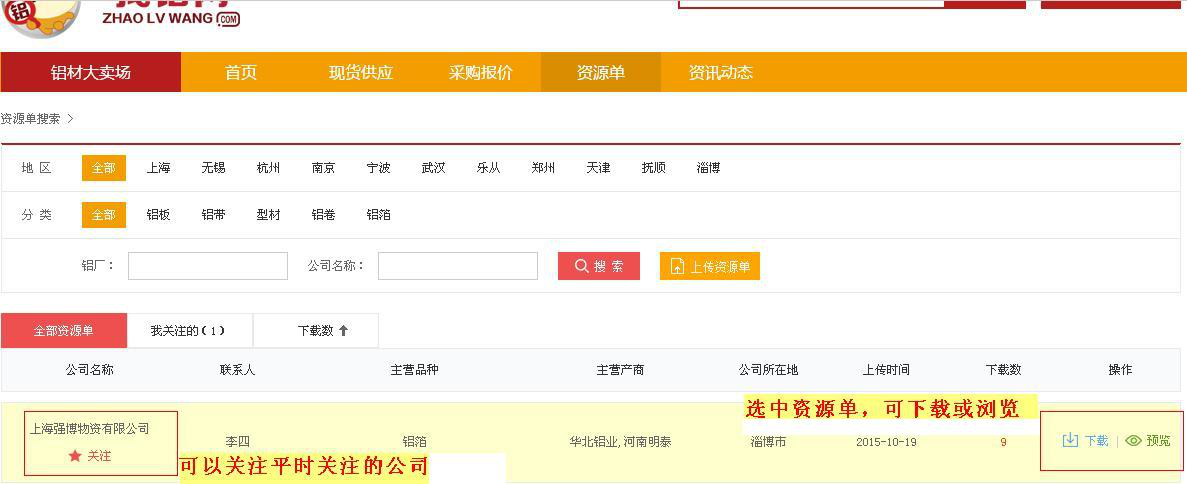 铝
ZHAO LV WANG .COM
铝材大卖场 首页 现货供应 采购报价 资源单 资讯动态
资源单搜索 >
地 区 全部 上海 无锡 杭州 南京 宁波 武汉 乐从 郑州 天津 抚顺 淄博
分 类 全部 铝板 铝带 型材 铝卷 铝箔
铝厂： 公司名称： 搜 索 上传资源单
全部资源单 我关注的（1） 下载数
公司名称 联系人 主营品种 主营产商 公司所在地 上传时间 下载数 操作
选中资源单，可下载或浏览
上海强博物资有限公司 李四 铝箔 华北铝业,河南明泰 淄博市 2015-10-19 9 下载 | 预览
关注
可以关注平时关注的公司